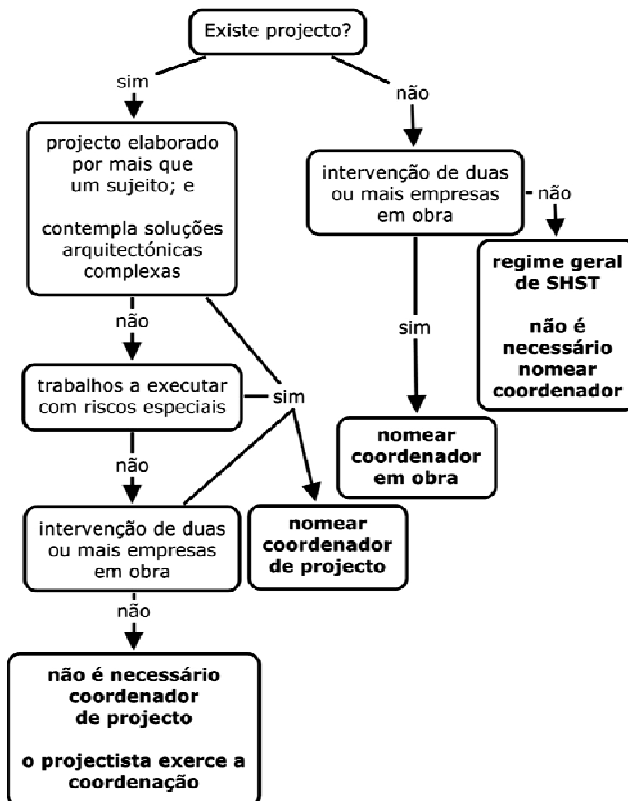 Existe projecto?
sim
não
projecto elaborado
por mais que
um sujeito; e
contempla soluções
arquitectónicas
complexas
intervenção de duas
ou mais empresas
em obra
não
regime geral
de SHST
não é
necessário
nomear
coordenador
não
sim
trabalhos a executar
com riscos especiais
sim
nomear
coordenador
em obra
não
intervenção de duas
ou mais empresas
em obra
nomear
coordenador
de projecto
não
não é necessário
coordenador
de projecto
o projectista exerce a
coordenação